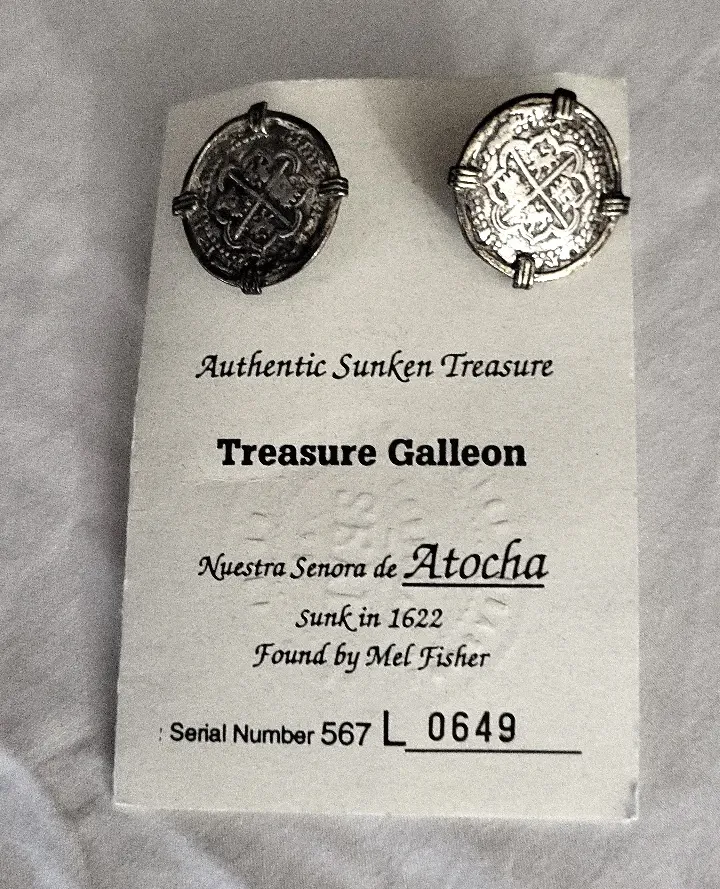 Authentic Sunken Treasure
Treasure Galleon
Nuestra Senora de Atocha
Sunk in 1622
Found by Mel Fisher
: Serial Number 567 L 0649